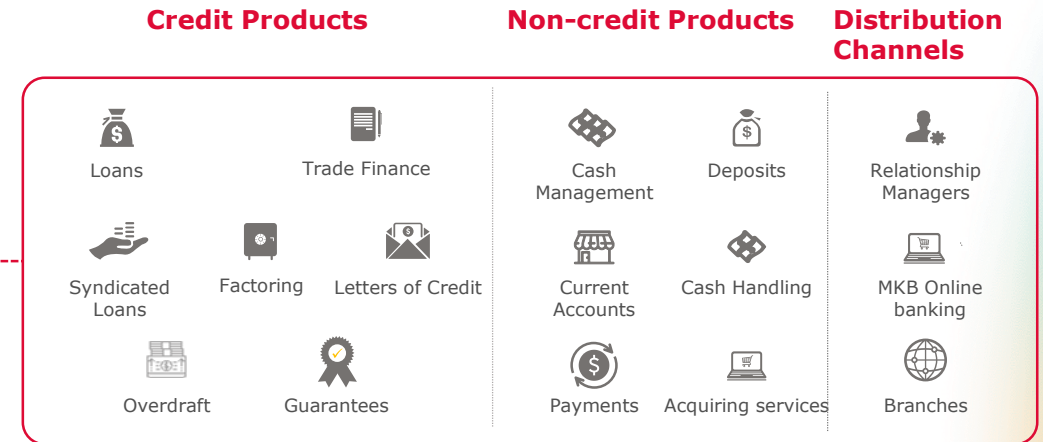 Credit Products
Non-credit Products
Distribution
Channels
Loans
Trade Finance
Syndicated
Loans
Factoring
Letters of Credit
Overdraft
Guarantees
Cash
Management
Deposits
Current
Accounts
Cash Handling
Payments
Acquiring services
Relationship
Managers
MKB Online
banking
Branches